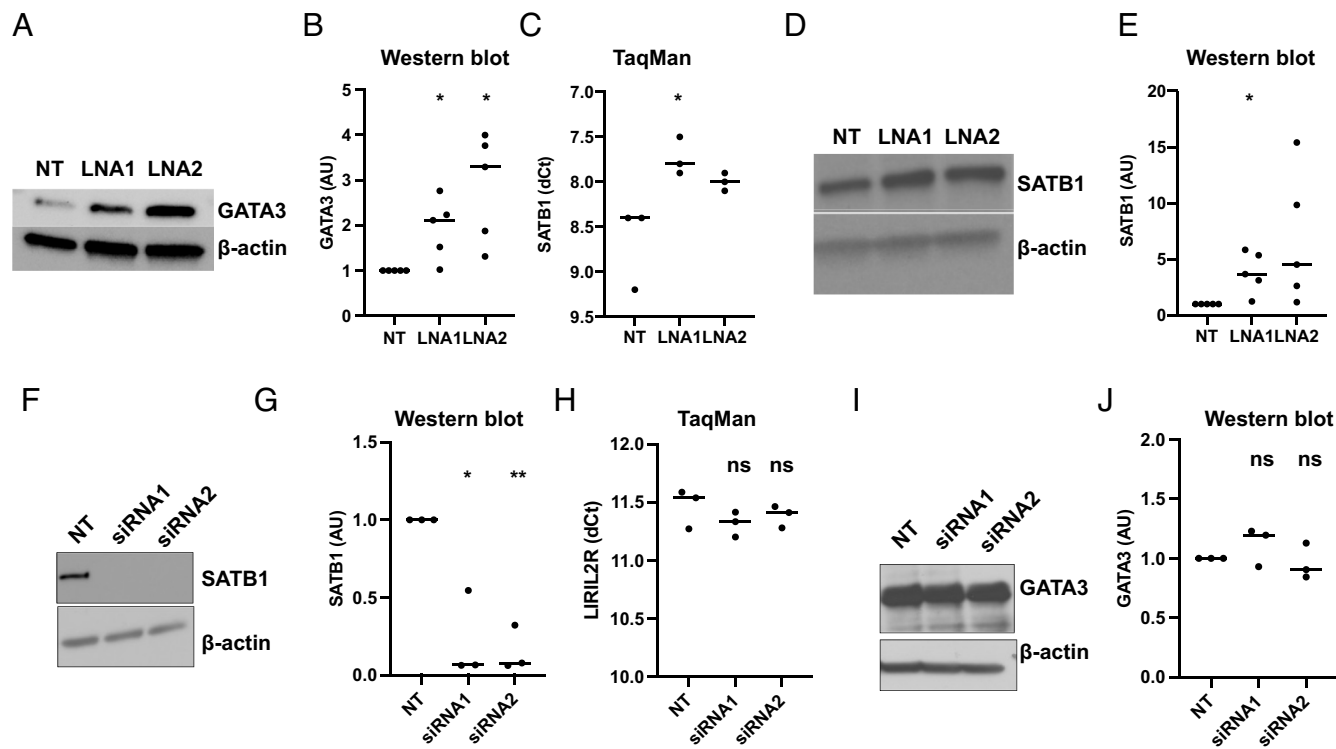 A
NT LNA1 LNA2
GATA3
β-actin
B
Western blot
GATA3 (AU)
5
4
3
2
1
0
* *
NT LNA1 LNA2
C
TaqMan
SATB1 (dCt)
7.0
7.5
8.0
8.5
9.0
9.5
*
NT LNA1 LNA2
D
NT LNA1 LNA2
SATB1
β-actin
E
Western blot
SATB1 (AU)
20
15
10
5
0
*
NT LNA1 LNA2
F
NT siRNA1 siRNA2
SATB1
β-actin
G
Western blot
SATB1 (AU)
1.5
1.0
0.5
0.0
* **
NT siRNA1 siRNA2
H
TaqMan
LIRIL2R (dCt)
12.0
11.5
11.0
10.5
10.0
ns ns
NT siRNA1 siRNA2
I
NT siRNA1 siRNA2
GATA3
β-actin
J
Western blot
GATA3 (AU)
2.0
1.5
1.0
0.5
0.0
ns ns
NT siRNA1 siRNA2